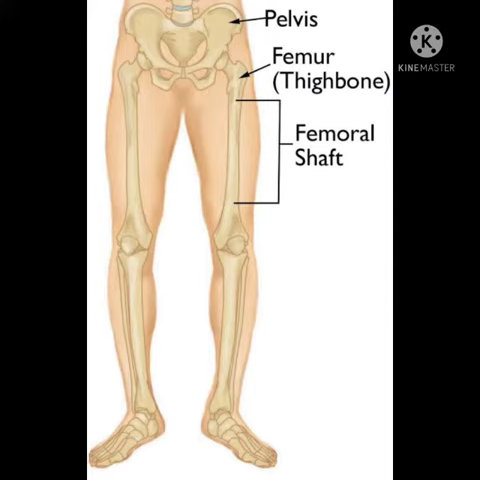 Pelvis
Femur
(Thighbone)
Femoral
Shaft
K
KINEMASTER